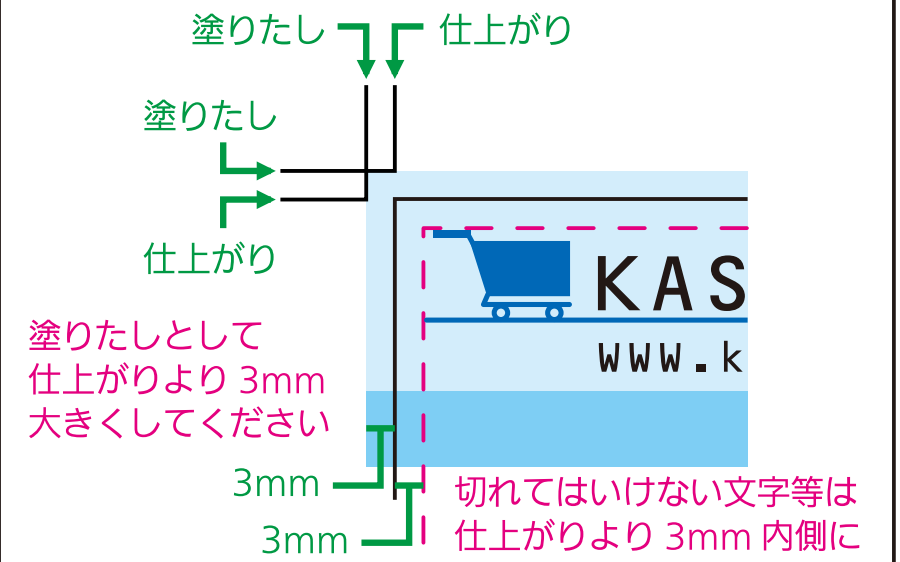 塗りたし
仕上がり
塗りたし
仕上がり
KAS
www.k
塗りたしとして
仕上がりより 3mm
大きくしてください
3mm
3mm
切れてはいけない文字等は
仕上がりより 3mm 内側に